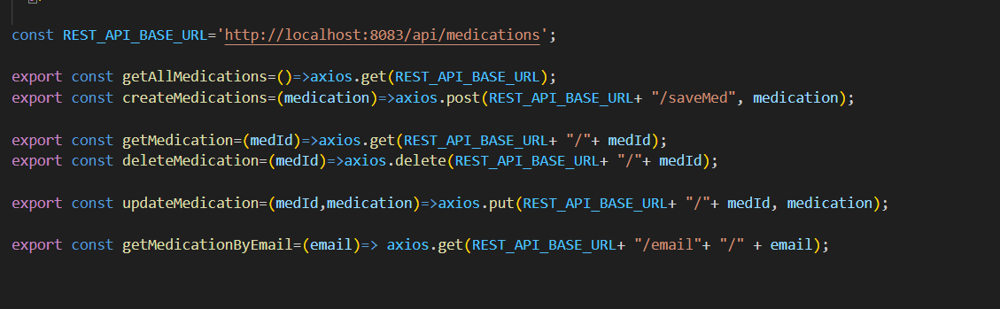 const REST_API_BASE_URL='http://localhost:8083/api/medications';
export const getAllMedications=()=>axios.get(REST_API_BASE_URL);
export const createMedications=(medication)=>axios.post(REST_API_BASE_URL+ "/saveMed", medication);
export const getMedication=(medId)=>axios.get(REST_API_BASE_URL+ "/"+ medId);
export const deleteMedication=(medId)=>axios.delete(REST_API_BASE_URL+ "/"+ medId);
export const updateMedication=(medId,medication)=>axios.put(REST_API_BASE_URL+ "/"+ medId, medication);
export const getMedicationByEmail=(email)=> axios.get(REST_API_BASE_URL+ "/email"+ "/" + email);